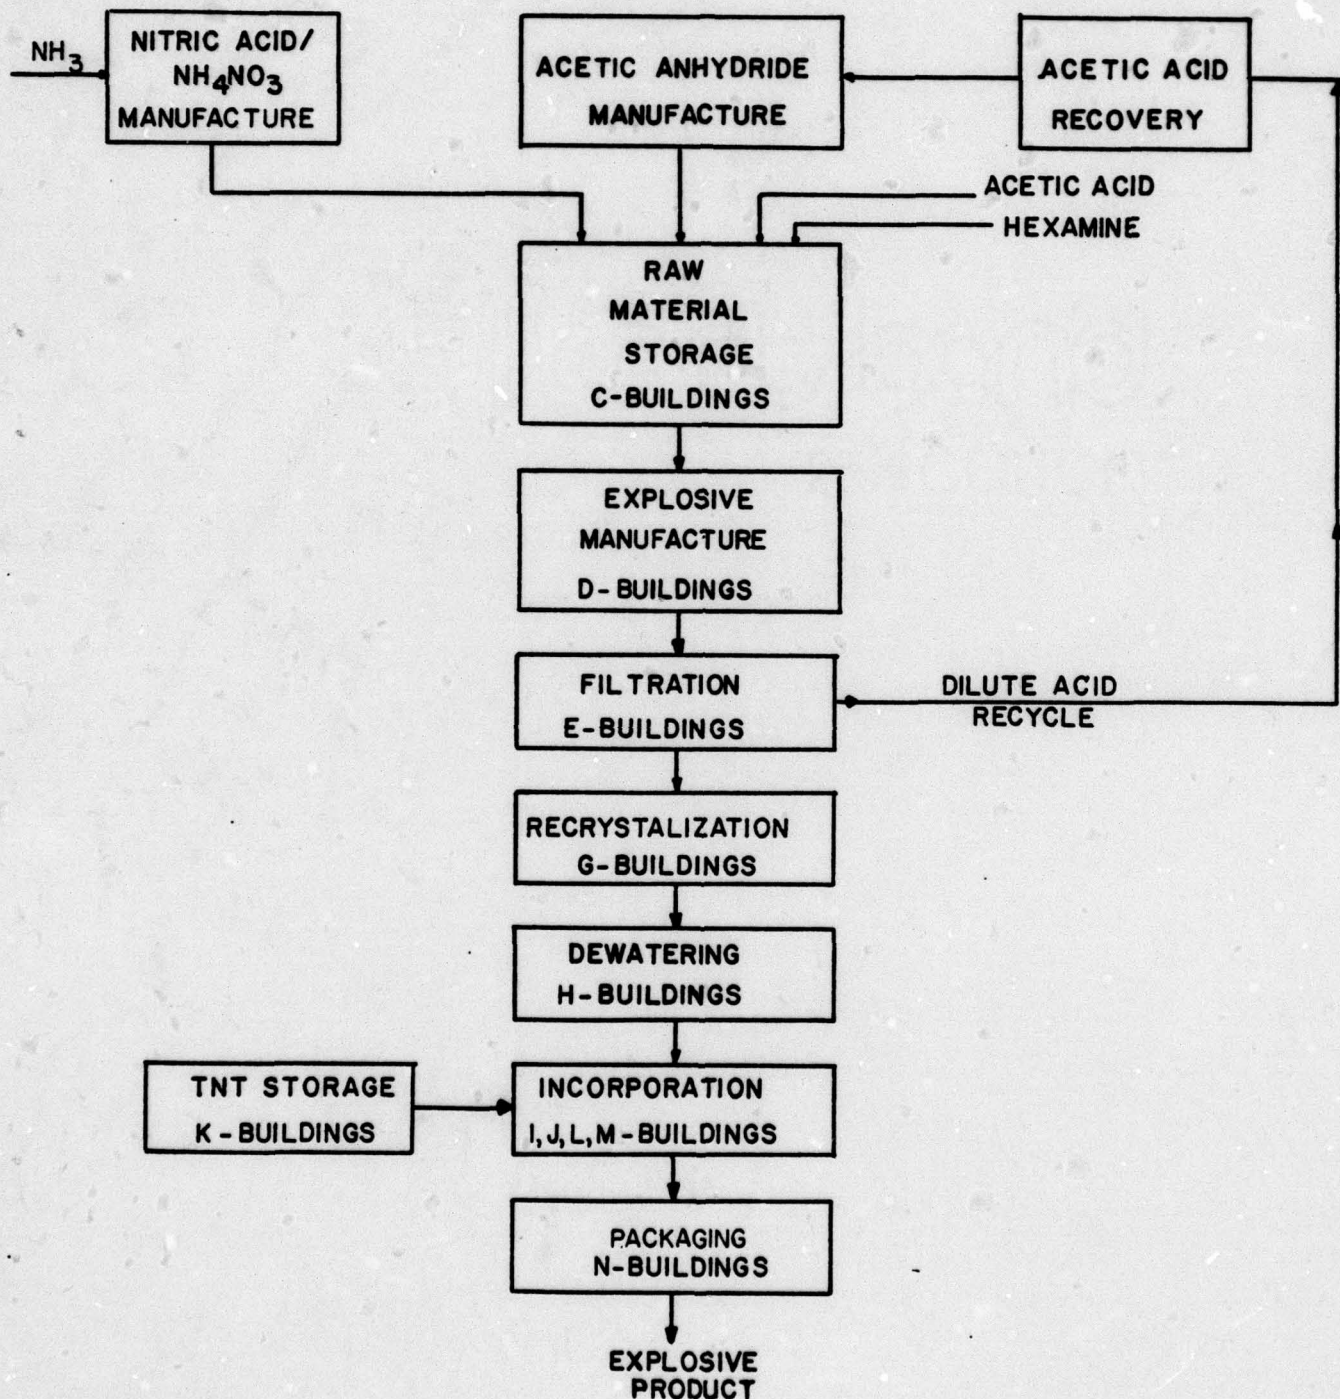 NH3
NITRIC ACID/
NH4NO3
MANUFACTURE
ACETIC ANHYDRIDE
MANUFACTURE
ACETIC ACID
RECOVERY
ACETIC ACID
HEXAMINE
RAW
MATERIAL
STORAGE
C-BUILDINGS
EXPLOSIVE
MANUFACTURE
D-BUILDINGS
FILTRATION
E-BUILDINGS
DILUTE ACID
RECYCLE
RECRYSTALIZATION
G-BUILDINGS
DEWATERING
H-BUILDINGS
TNT STORAGE
K-BUILDINGS
INCORPORATION
I, J, L, M-BUILDINGS
PACKAGING
N-BUILDINGS
EXPLOSIVE
PRODUCT